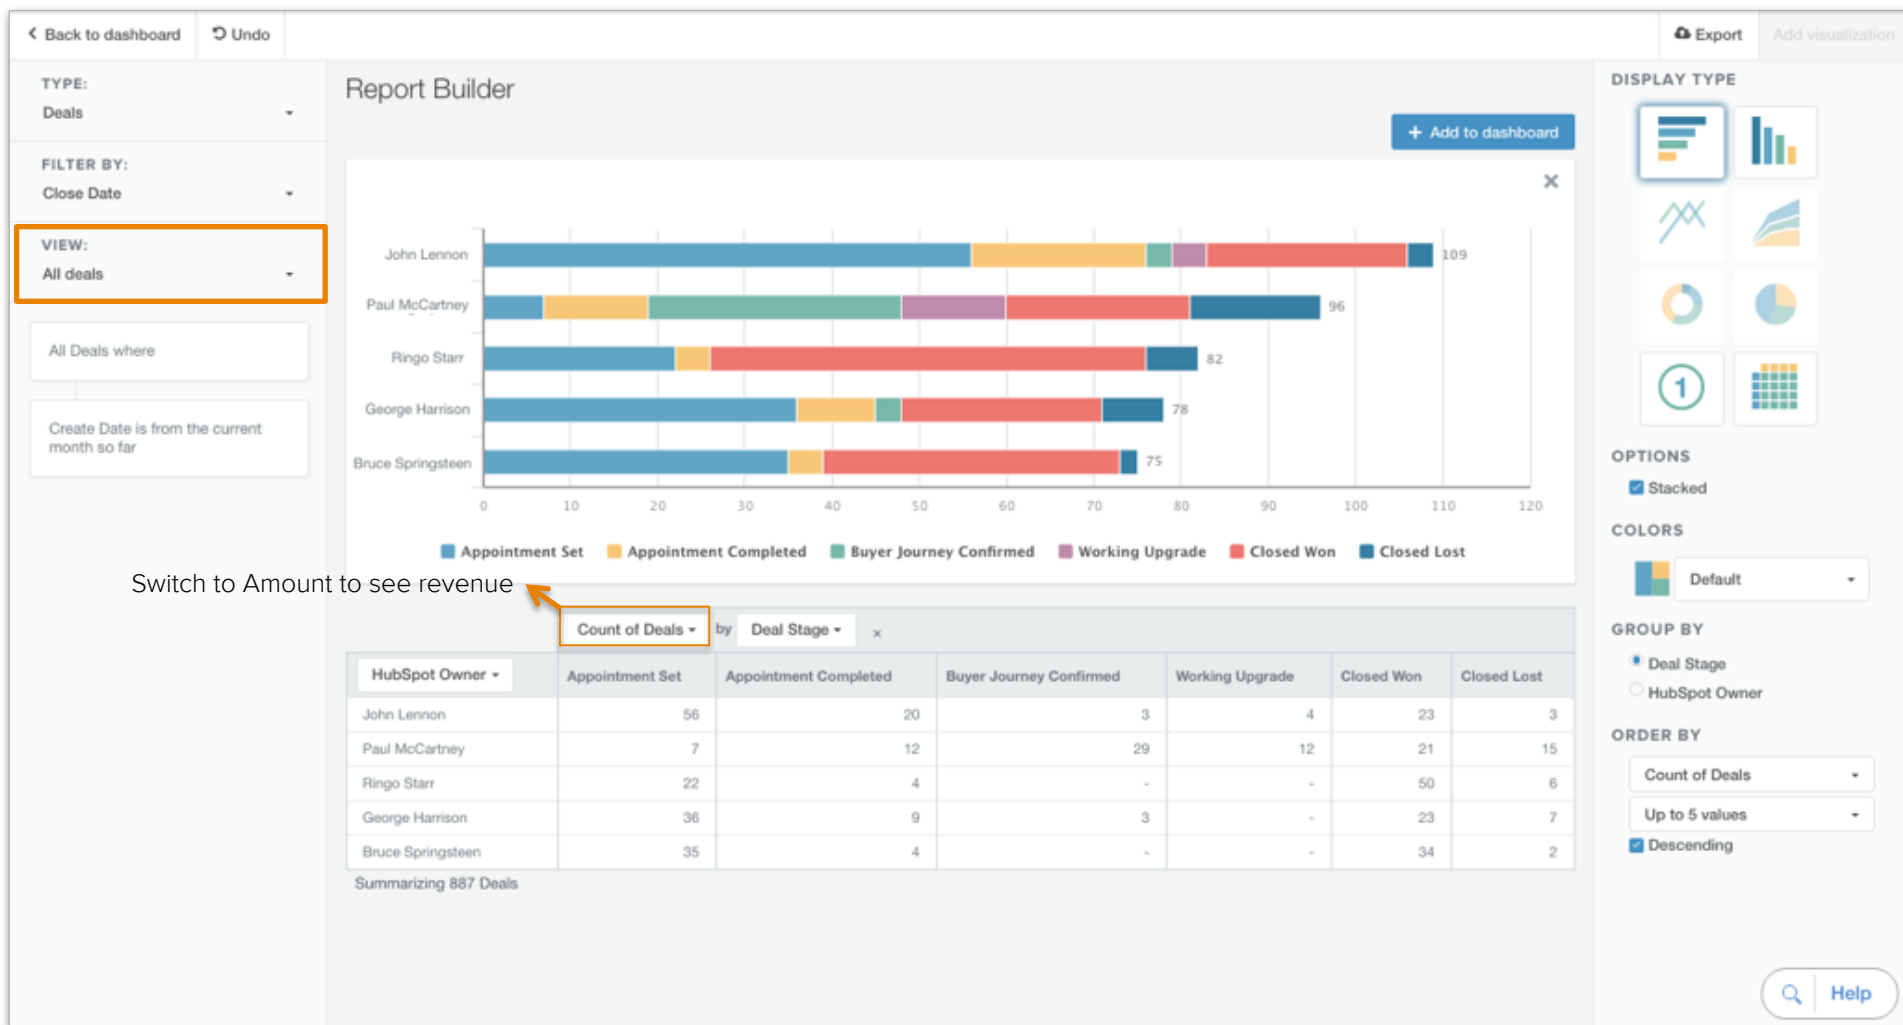 Back to dashboard
Undo
Export
Add visualization
TYPE:
Deals
FILTER BY:
Close Date
VIEW:
All deals
All Deals where
Create Date is from the current
month so far
Report Builder
+ Add to dashboard
John Lennon
109
Paul McCartney
96
Ringo Starr
82
George Harrison
78
Bruce Springsteen
75
0 10 20 30 40 50 60 70 80 90 100 110 120
Appointment Set Appointment Completed Buyer Journey Confirmed Working Upgrade Closed Won Closed Lost
Switch to Amount to see revenue
Count of Deals by Deal Stage ×
HubSpot Owner Appointment Set Appointment Completed Buyer Journey Confirmed Working Upgrade Closed Won Closed Lost
John Lennon 56 20 3 4 23 3
Paul McCartney 7 12 29 12 21 15
Ringo Starr 22 4 - - 50 6
George Harrison 36 9 3 - 23 7
Bruce Springsteen 35 4 - - 34 2
Summarizing 887 Deals
DISPLAY TYPE
1
OPTIONS
Stacked
COLORS
Default
GROUP BY
Deal Stage
HubSpot Owner
ORDER BY
Count of Deals
Up to 5 values
Descending
Help